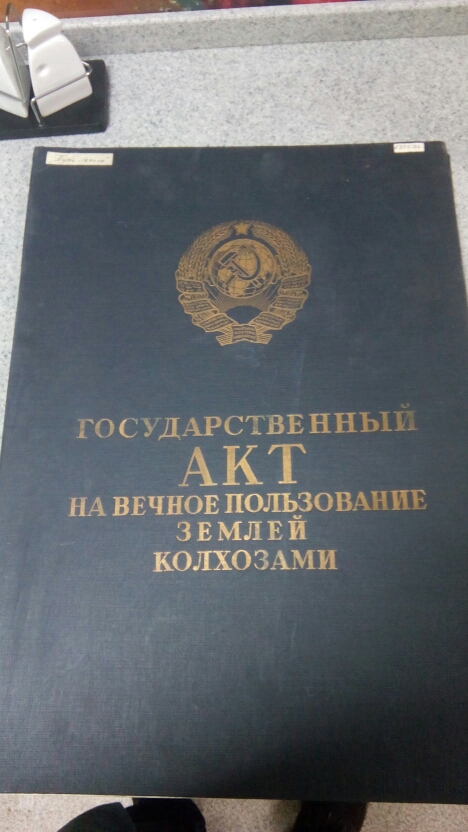 ГОСУДАРСТВЕННЫЙ
АКТ
НА ВЕЧНОЕ ПОЛЬЗОВАНИЕ
ЗЕМЛЕЙ
КОЛХОЗАМИ